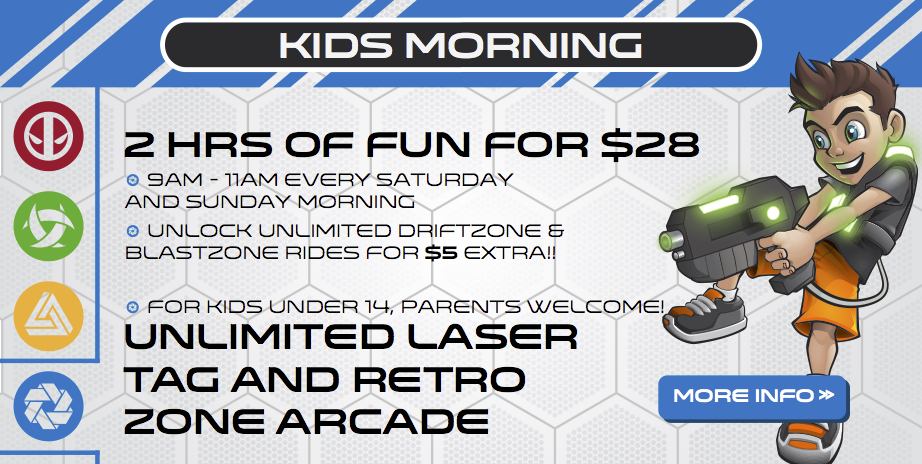 KIDS MORNING
2 HRS OF FUN FOR $28
9AM - 11AM EVERY SATURDAY
AND SUNDAY MORNING
UNLOCK UNLIMITED DRIFTZONE &
BLASTZONE RIDES FOR $5 EXTRA!!
FOR KIDS UNDER 14, PARENTS WELCOME!
UNLIMITED LASER
TAG AND RETRO
ZONE ARCADE
MORE INFO »